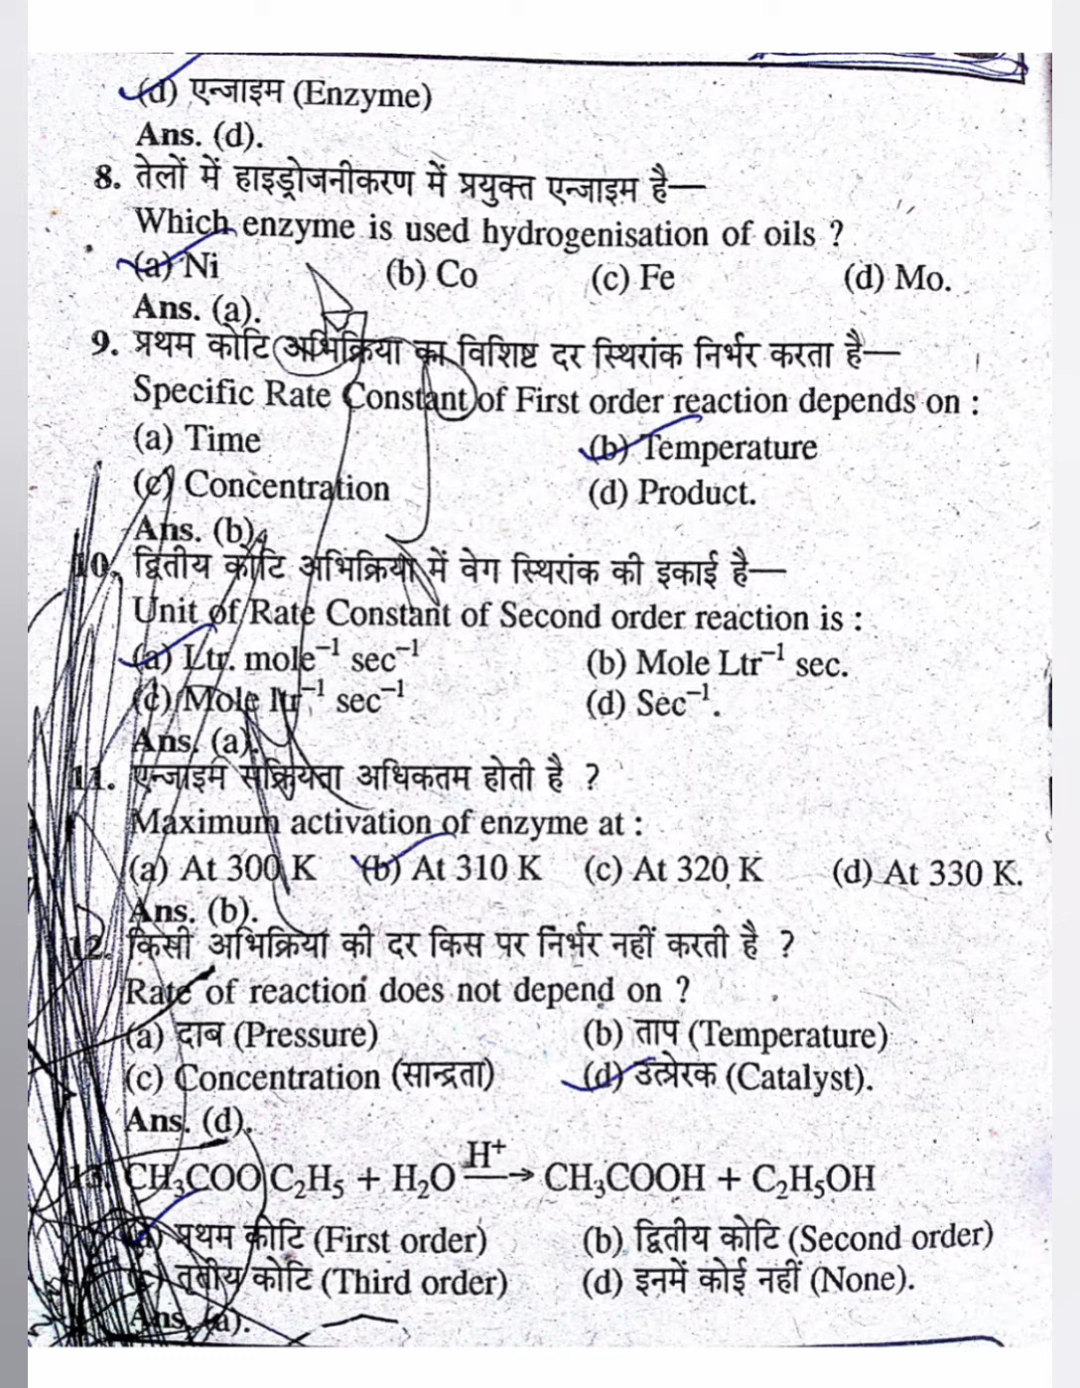 (d) एन्जाइम (Enzyme)
Ans. (d).
8. तेलों में हाइड्रोजनीकरण में प्रयुक्त एन्जाइम है—
Which enzyme is used hydrogenisation of oils ?
(a) Ni (b) Co (c) Fe (d) Mo.
Ans. (a).
9. प्रथम कोटि अभिक्रिया का विशिष्ट दर स्थिरांक निर्भर करता है—
Specific Rate Constant of First order reaction depends on :
(a) Time (b) Temperature
(c) Concentration (d) Product.
Ans. (b).
10. द्वितीय कोटि अभिक्रियो में वेग स्थिरांक की इकाई है—
Unit of Rate Constant of Second order reaction is :
(a) Ltr. mole⁻¹ sec⁻¹ (b) Mole Ltr⁻¹ sec.
(c) Mole ltr⁻¹ sec⁻¹ (d) Sec⁻¹.
Ans. (a).
11. एन्जाइम सक्रियता अधिकतम होती है ?
Maximum activation of enzyme at :
(a) At 300 K (b) At 310 K (c) At 320 K (d) At 330 K.
Ans. (b).
12. किसी अभिक्रिया की दर किस पर निर्भर नहीं करती है ?
Rate of reaction does not depend on ?
(a) दाब (Pressure) (b) ताप (Temperature)
(c) Concentration (सान्द्रता) (d) उत्प्रेरक (Catalyst).
Ans. (d).
13. CH₃COOC₂H₅ + H₂O H⁺ → CH₃COOH + C₂H₅OH
(a) प्रथम कोटि (First order) (b) द्वितीय कोटि (Second order)
(c) तृतीय कोटि (Third order) (d) इनमें कोई नहीं (None).
Ans. (a).